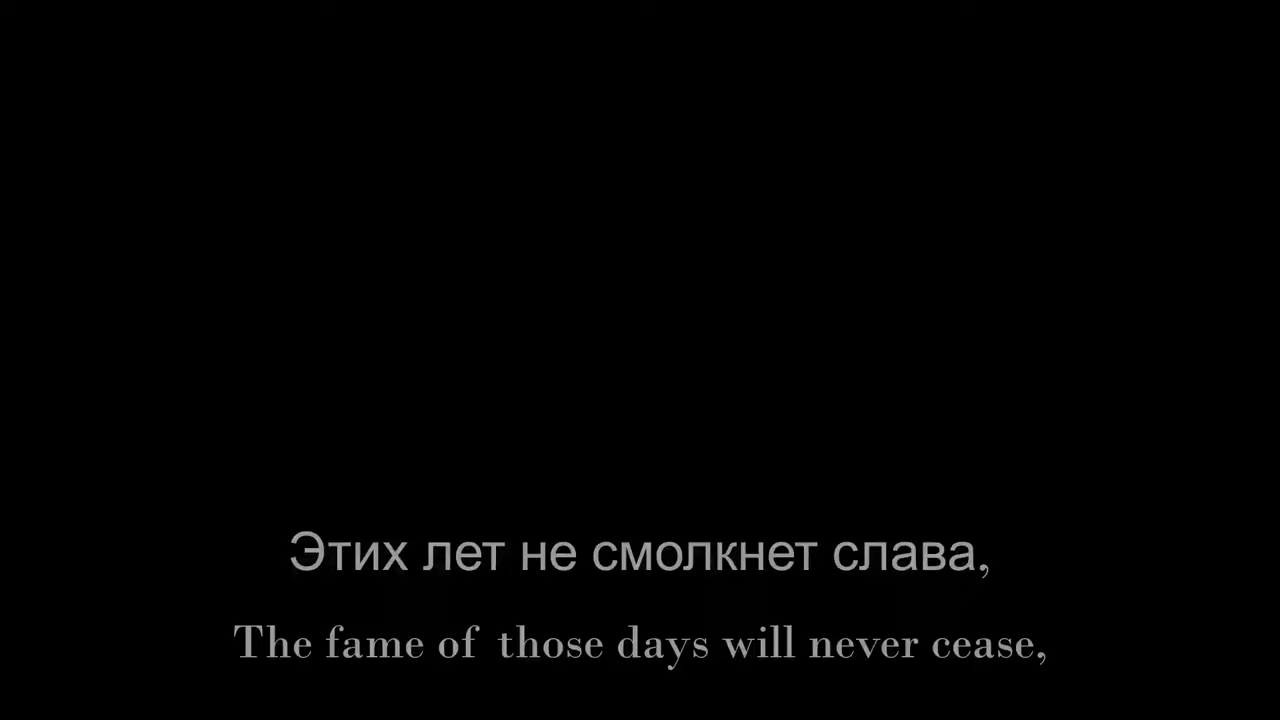 Этих лет не смолкнет слава,
The fame of those days will never cease,